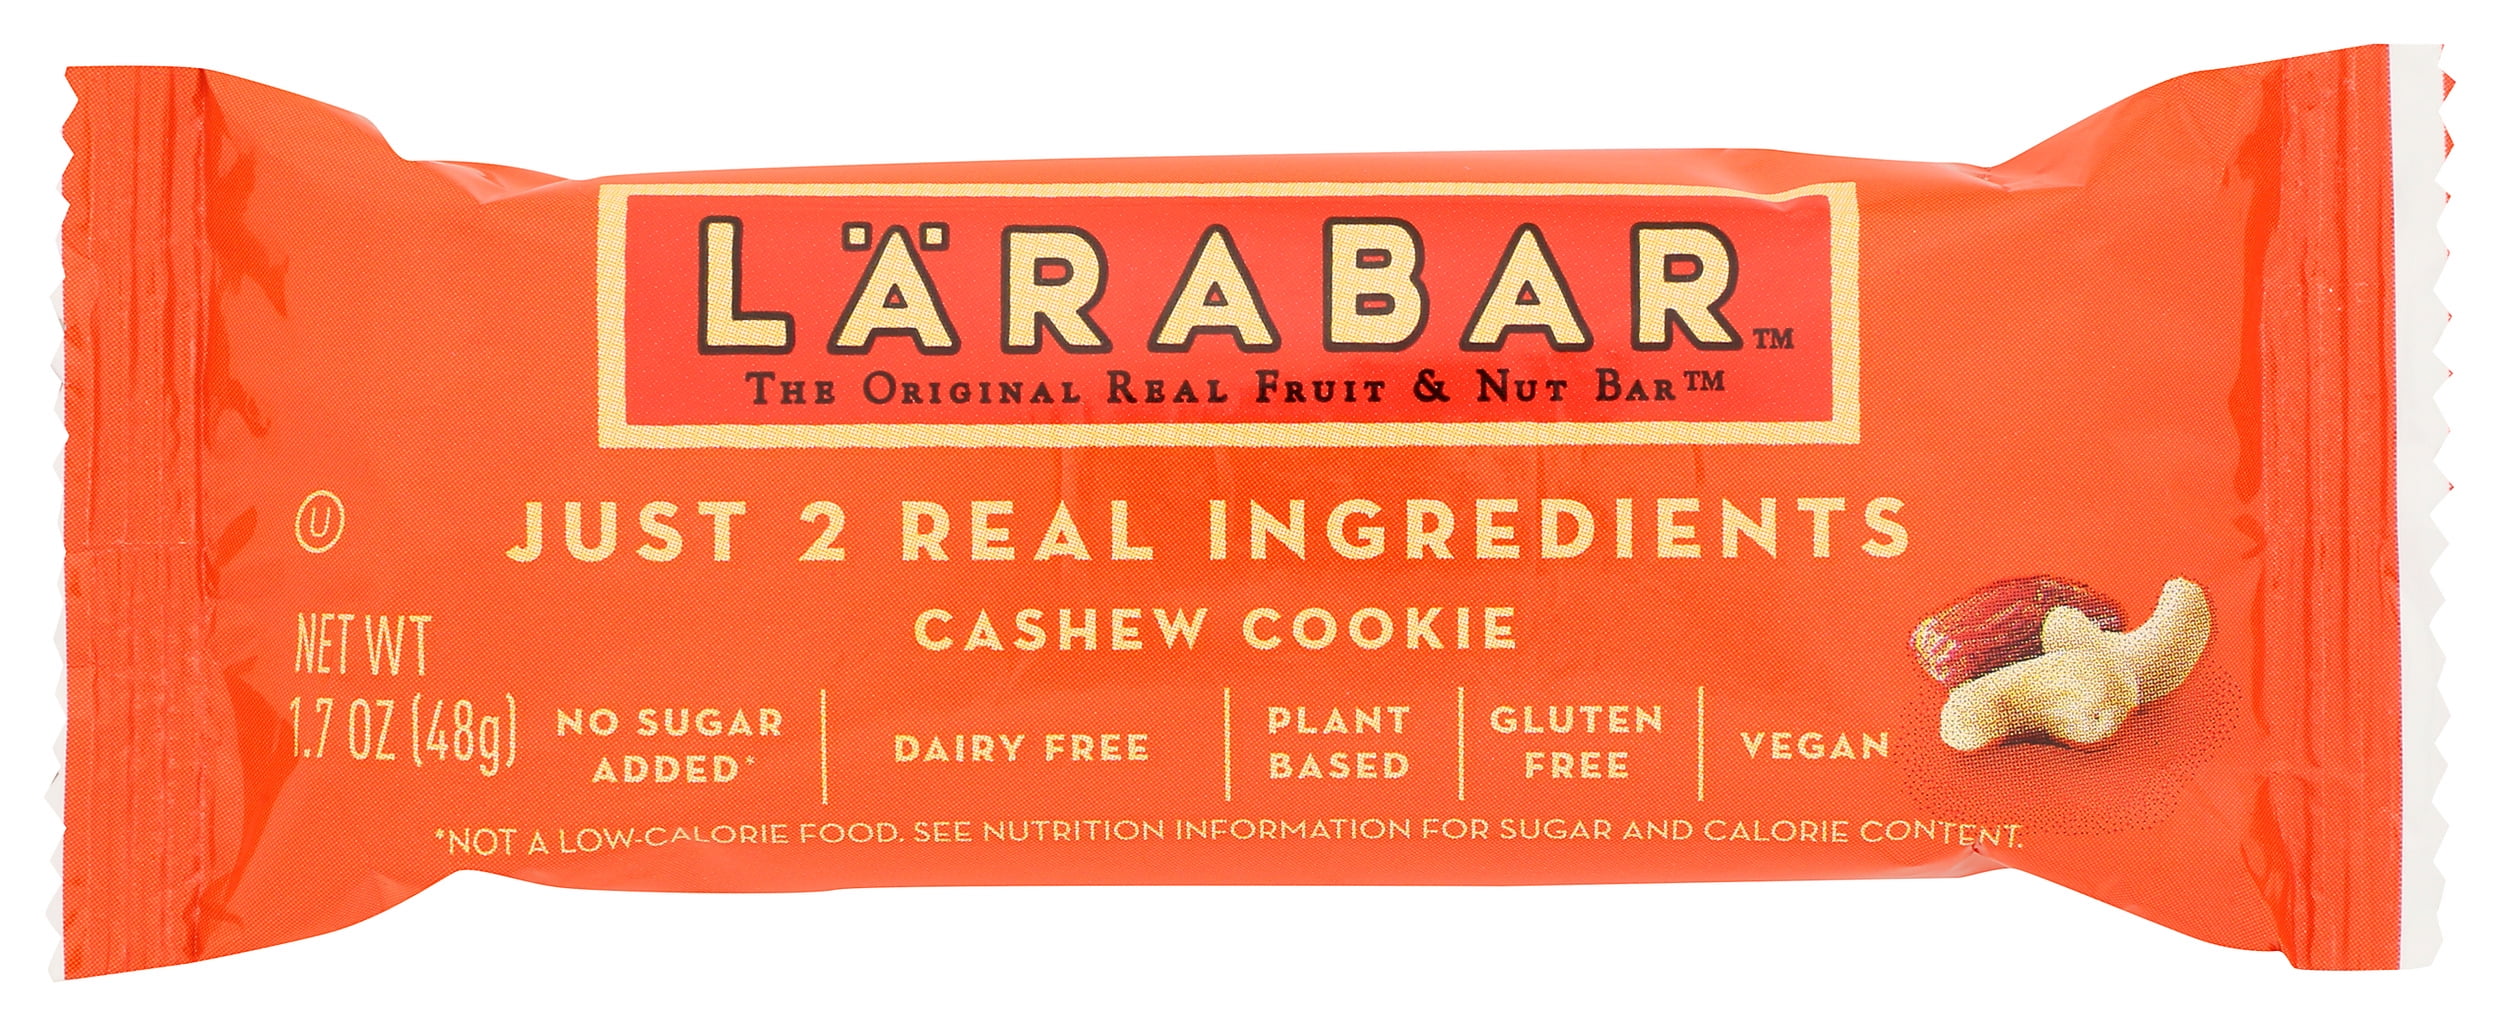 LÄRABAR™
THE ORIGINAL REAL FRUIT & NUT BAR™
U
JUST 2 REAL INGREDIENTS
CASHEW COOKIE
NET WT
1.7 OZ (48g)
NO SUGAR
ADDED*
DAIRY FREE
PLANT
BASED
GLUTEN
FREE
VEGAN
*NOT A LOW-CALORIE FOOD. SEE NUTRITION INFORMATION FOR SUGAR AND CALORIE CONTENT.